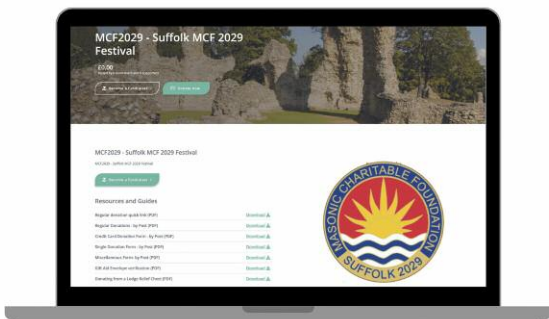 MCF2029 - Suffolk MCF 2029
Festival
£0.00
Become a Fundraiser
Donate now
MCF2029 - Suffolk MCF 2029 Festival
MCF2029 - Suffolk MCF 2029 Festival
Become a Fundraiser
Resources and Guides
Regular donation quick link (PDF) Download
Regular Donations - by Post (PDF) Download
Credit Card Donation Form - by Post (PDF) Download
Single Donation Form - by Post (PDF) Download
Miscellaneous Form- by Post (PDF) Download
Gift Aid Envelope certification (PDF) Download
Donating from a Lodge Relief Chest (PDF) Download
MASONIC CHARITABLE FOUNDATION
SUFFOLK 2029